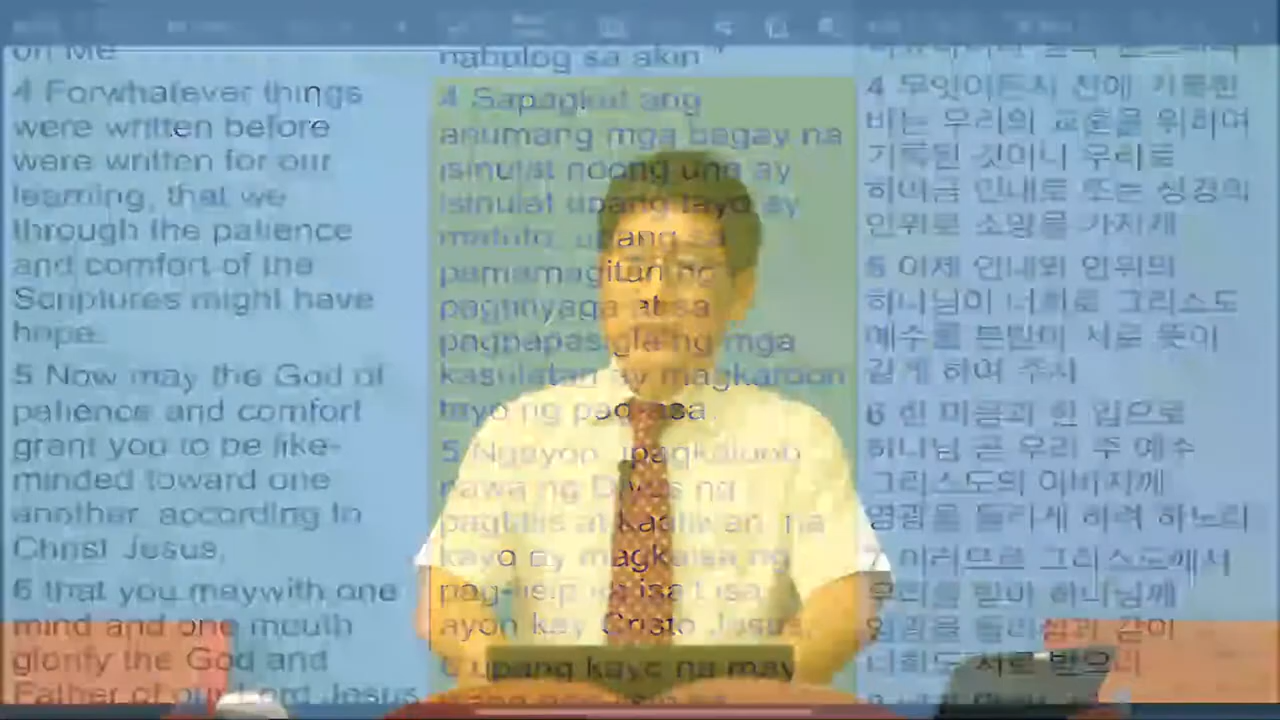 on Me
4 Forwhatever things
were written before
were written for our
learning, that we
through the patience
and comfort of the
Scriptures might have
hope.
5 Now may the God of
patience and comfort
grant you to be like-
minded toward one
another, according to
Christ Jesus,
6 that you maywith one
mind and one mouth
glorify the God and
Father of our Lord Jesus
sa akin"
4 Sapagkat ang
anumang mga bagay na
isinulat noong una ay
isinulat upang tayo ay
matuto, upang sa
ng
at sa
ng mga
kasulatan ay magkaroon
tayo ng pag-asa.
5 Ngayon, ipagkaloob
nawa ng Diyos ng
at na
kayo ay magkaisa ng
pag-iisip sa isa't isa
ayon kay Cristo Jesus,
6 upang kayo na may
4 무엇이든지 전에 기록한
바는 우리의 교훈을 위하여
기록된 것이니 우리로
하여금 인내로 또는 성경의
안위로 소망을 가지게
5 이제 인내와 안위의
하나님이 너희로 그리스도
예수를 본받아 서로 뜻이
같게 하여 주사
6 한 마음과 한 입으로
하나님 곧 우리 주 예수
그리스도의 아버지께
영광을 돌리게 하려 하노라
7 이러므로 그리스도께서
우리를 받아 하나님께
영광을 돌리심과 같이
너희도 서로 받으라